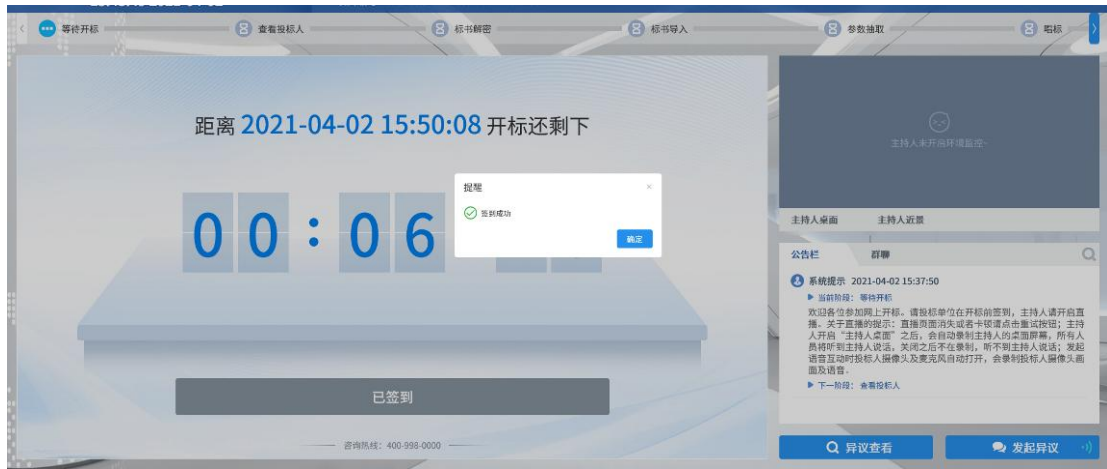 等待开标
查看投标人
标书解密
标书导入
参数抽取
唱标
距离 2021-04-02 15:50:08 开标还剩下
00:06
提醒
签到成功
确定
已签到
咨询热线：400-998-0000
主持人未开启环境监控~
主持人桌面 主持人近景
公告栏 群聊
系统提示 2021-04-02 15:37:50
当前阶段：等待开标
欢迎各位参加网上开标。请投标单位在开标前签到，主持人请开启直
播。关于直播的提示：直播页面消失或者卡顿请点击重试按钮；主持
人开启“主持人桌面”之后，会自动录制主持人的桌面屏幕，所有人
员将听到主持人说话。关闭之后不在录制，听不到主持人说话；发起
语音互动时投标人摄像头及麦克风自动打开，会录制投标人摄像头画
面及语音。
下一阶段：查看投标人
异议查看
发起异议